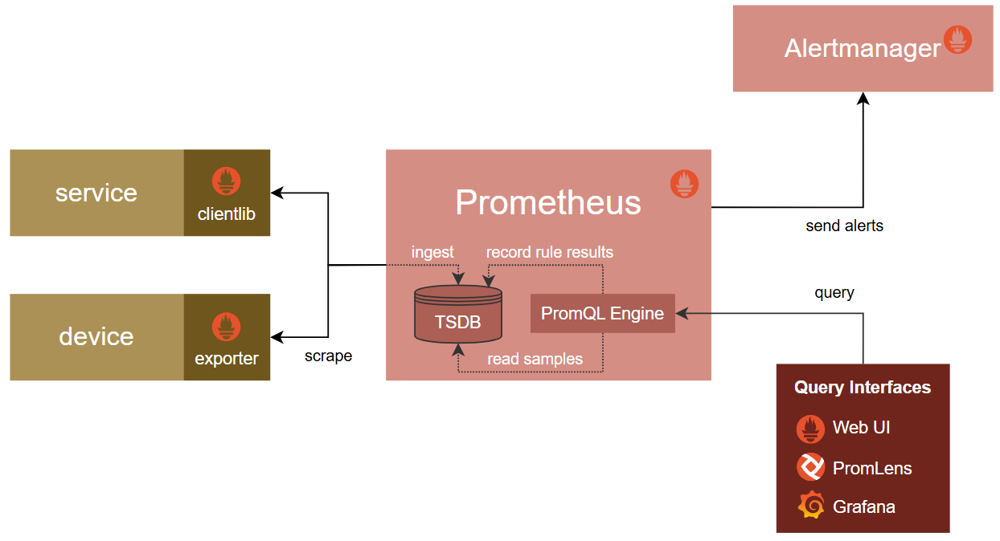 Alertmanager
service
clientlib
Prometheus
send alerts
ingest
record rule results
query
TSDB
PromQL Engine
device
exporter
scrape
read samples
Query Interfaces
Web UI
PromLens
Grafana